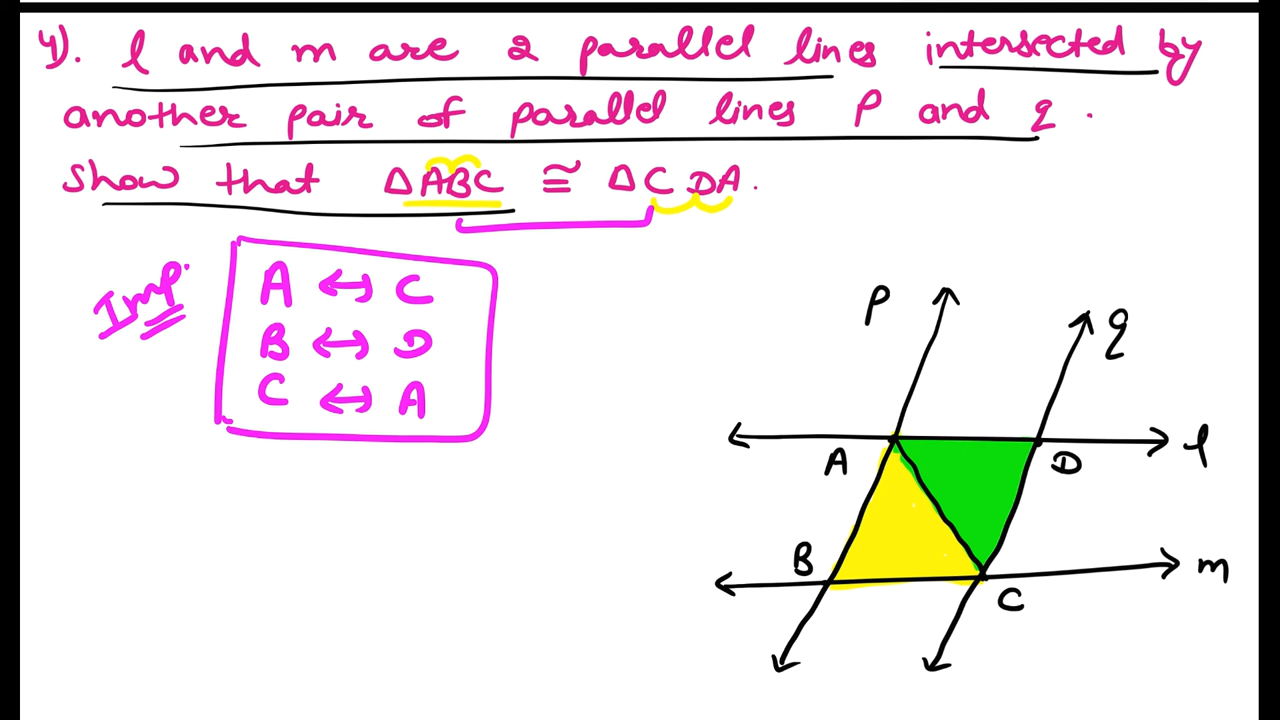 4). l and m are 2 parallel lines intersected by
another pair of parallel lines P and q.
Show that ΔABC ≅ ΔCDA.
Imp.
A ↔ C
B ↔ D
C ↔ A
P
q
A
D
l
B
C
m